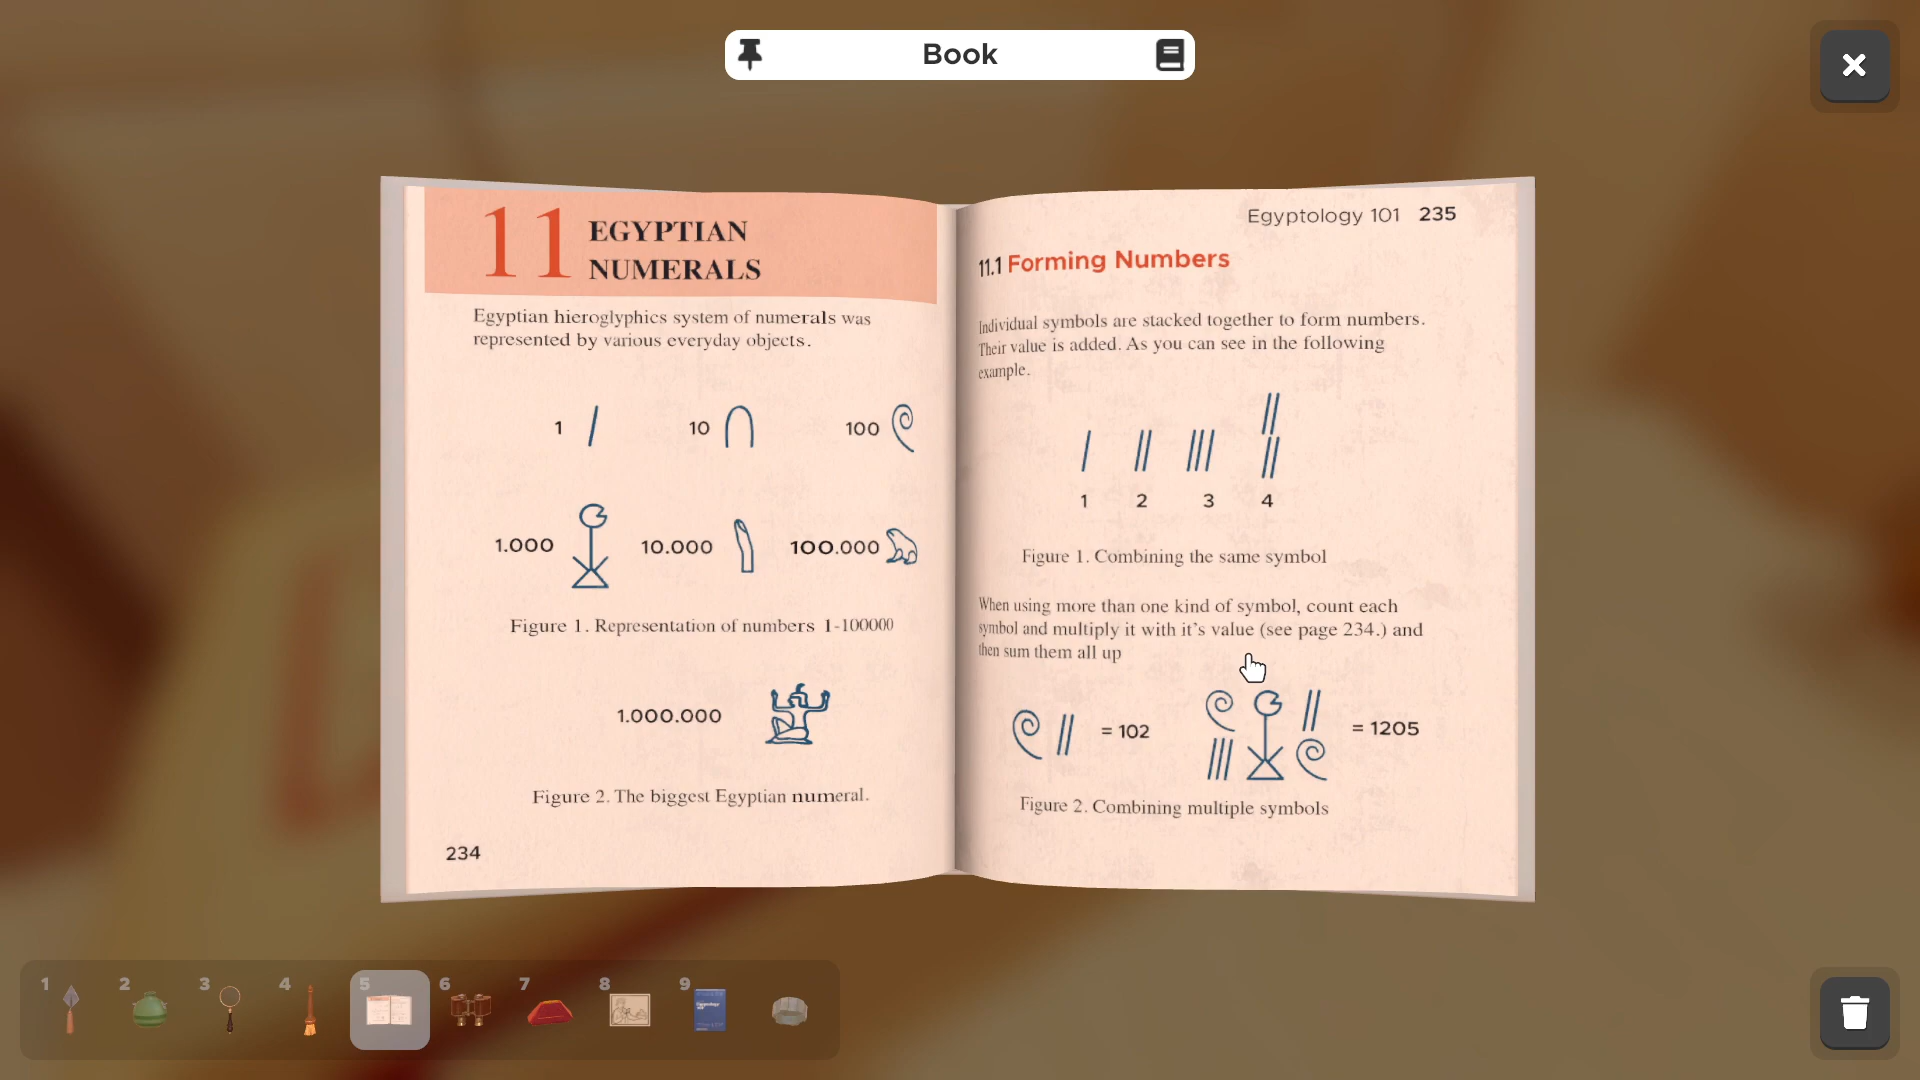 Book
11
EGYPTIAN
NUMERALS
Egyptian hieroglyphics system of numerals was
represented by various everyday objects.
1
10
100
1.000
10.000
100.000
Figure 1. Representation of numbers 1-100000
1.000.000
Figure 2. The biggest Egyptian numeral.
234
Egyptology 101 235
11.1 Forming Numbers
Individual symbols are stacked together to form numbers.
Their value is added. As you can see in the following
example.
1 2 3 4
Figure 1. Combining the same symbol
When using more than one kind of symbol, count each
symbol and multiply it with it's value (see page 234.) and
then sum them all up
= 102
= 1205
Figure 2. Combining multiple symbols
1 2 3 4 5 6 7 8 9